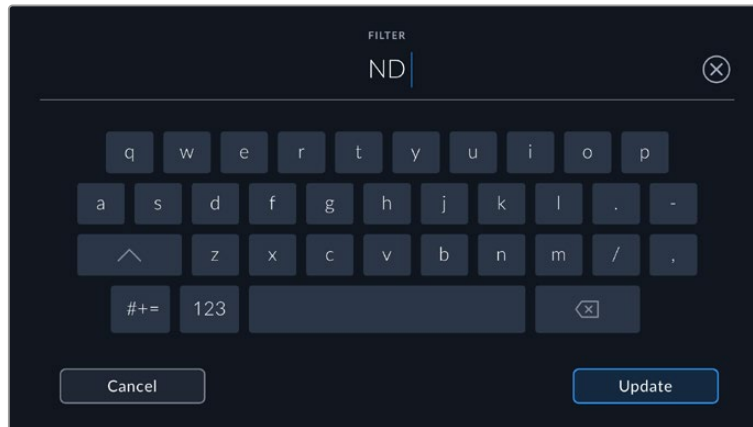 FILTER
ND
q w e r t y u i o p
a s d f g h j k l . -
z x c v b n m / ,
#+= 123
Cancel Update